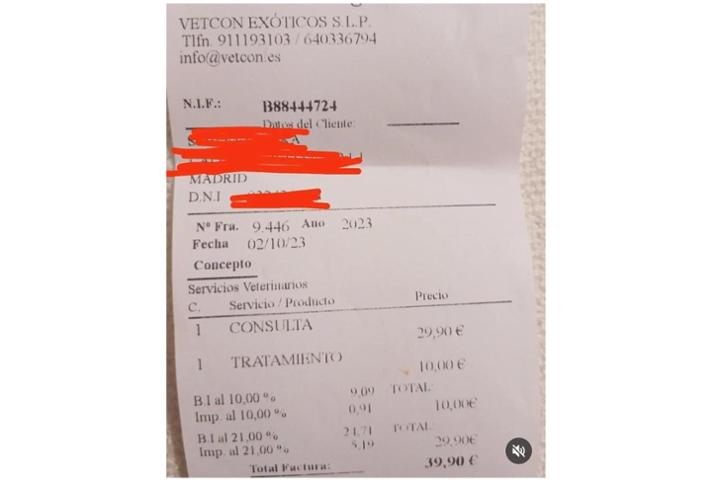 VETCON EXÓTICOS S.L.P.
Tlfn. 911193103 / 640336794
info@vetcon.es
N.I.F.: B88444724
Datos del Cliente:
MADRID
D.N.I
Nº Fra. 9.446 Ano 2023
Fecha 02/10/23
Concepto
Servicios Veterinarios
C. Servicio / Producto Precio
1 CONSULTA 29,90 €
1 TRATAMIENTO 10,00 €
B.I al 10,00 % 9,09 TOTAL:
Imp. al 10,00 % 0,91 10,00€
B.I al 21,00 % 24,71 TOTAL:
Imp. al 21,00 % 5,19 29,90€
Total Factura: 39,90 €